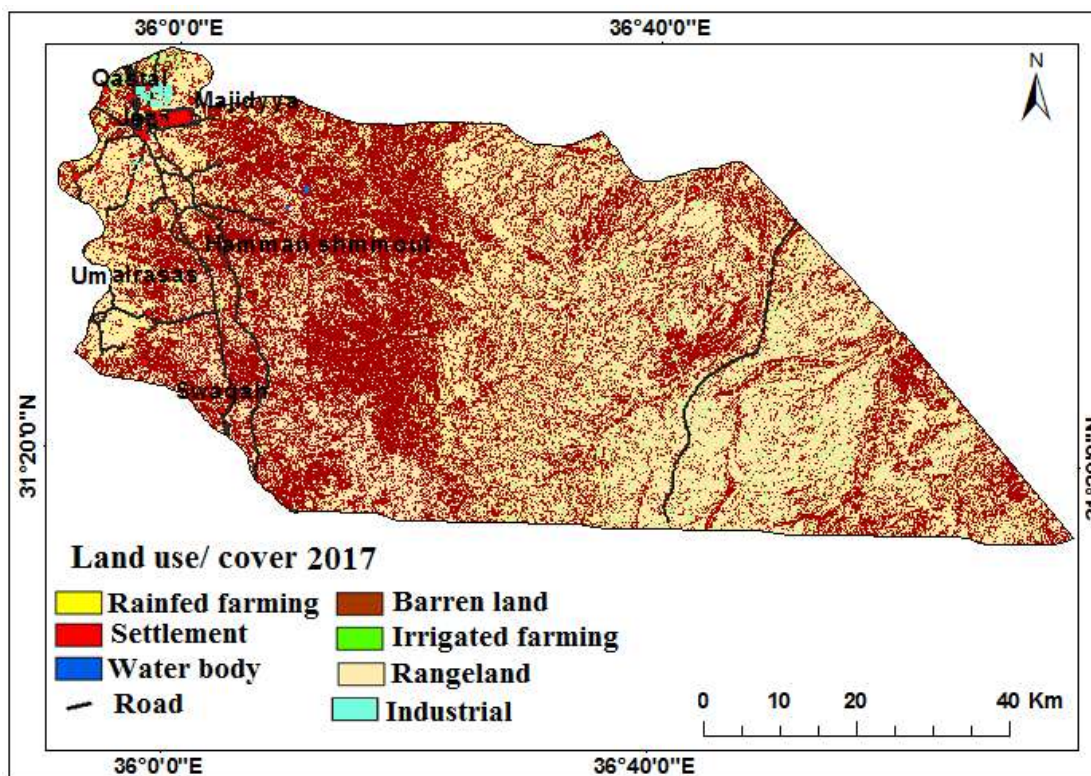 36°0'0"E
36°40'0"E
N
Qastal
Majidyya
Hamman shmmoul
Umalrasas
Swaqah
31°20'0"N
Land use/ cover 2017
Rainfed farming
Barren land
Settlement
Irrigated farming
Water body
Rangeland
Road
Industrial
0 10 20 40 Km
36°0'0"E
36°40'0"E